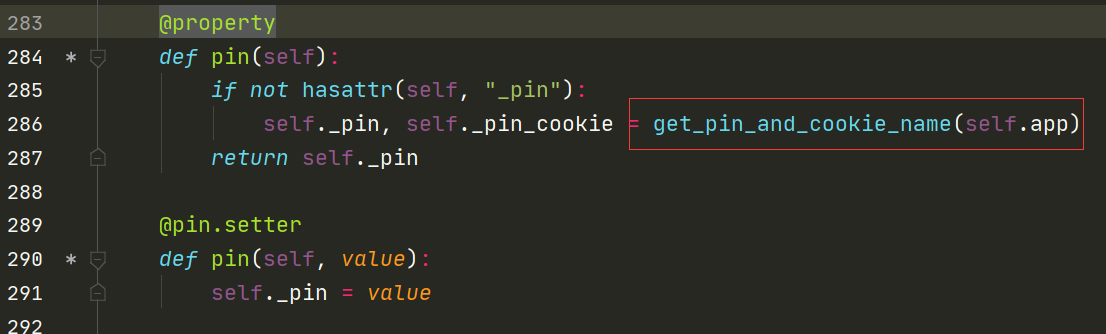 283 @property
284 * def pin(self):
285 if not hasattr(self, "_pin"):
286 self._pin, self._pin_cookie = get_pin_and_cookie_name(self.app)
287 return self._pin
288
289 @pin.setter
290 * def pin(self, value):
291 self._pin = value
292